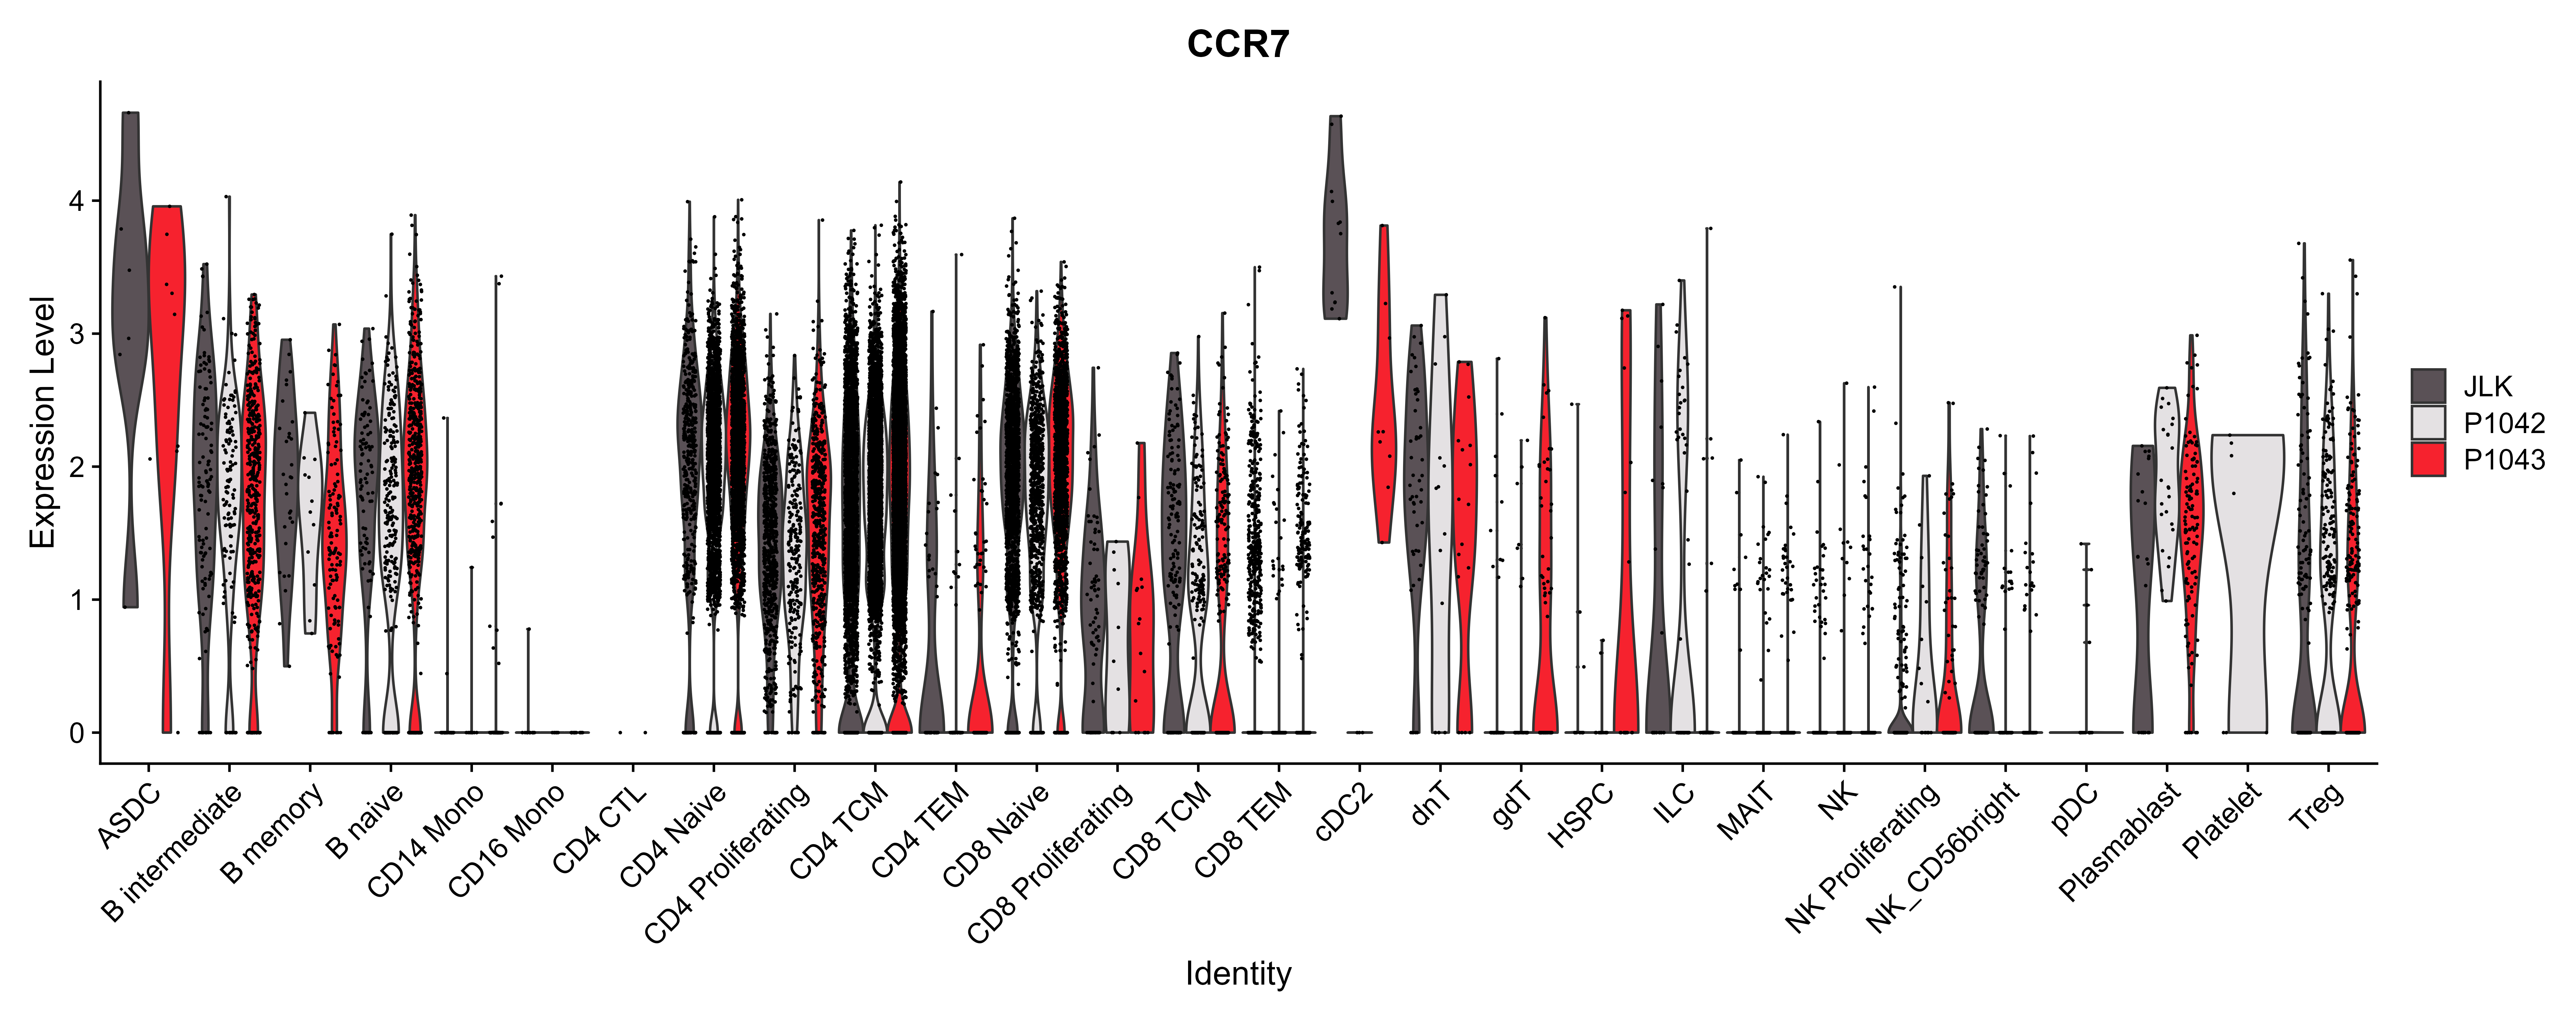 CCR7
Expression Level
4
3
2
1
0
ASDC
B intermediate
B memory
B naive
CD14 Mono
CD16 Mono
CD4 CTL
CD4 Naive
CD4 Proliferating
CD4 TCM
CD4 TEM
CD8 Naive
CD8 Proliferating
CD8 TCM
CD8 TEM
cDC2
dnT
gdT
HSPC
ILC
MAIT
NK
NK Proliferating
NK_CD56bright
pDC
Plasmablast
Platelet
Treg
Identity
JLK
P1042
P1043